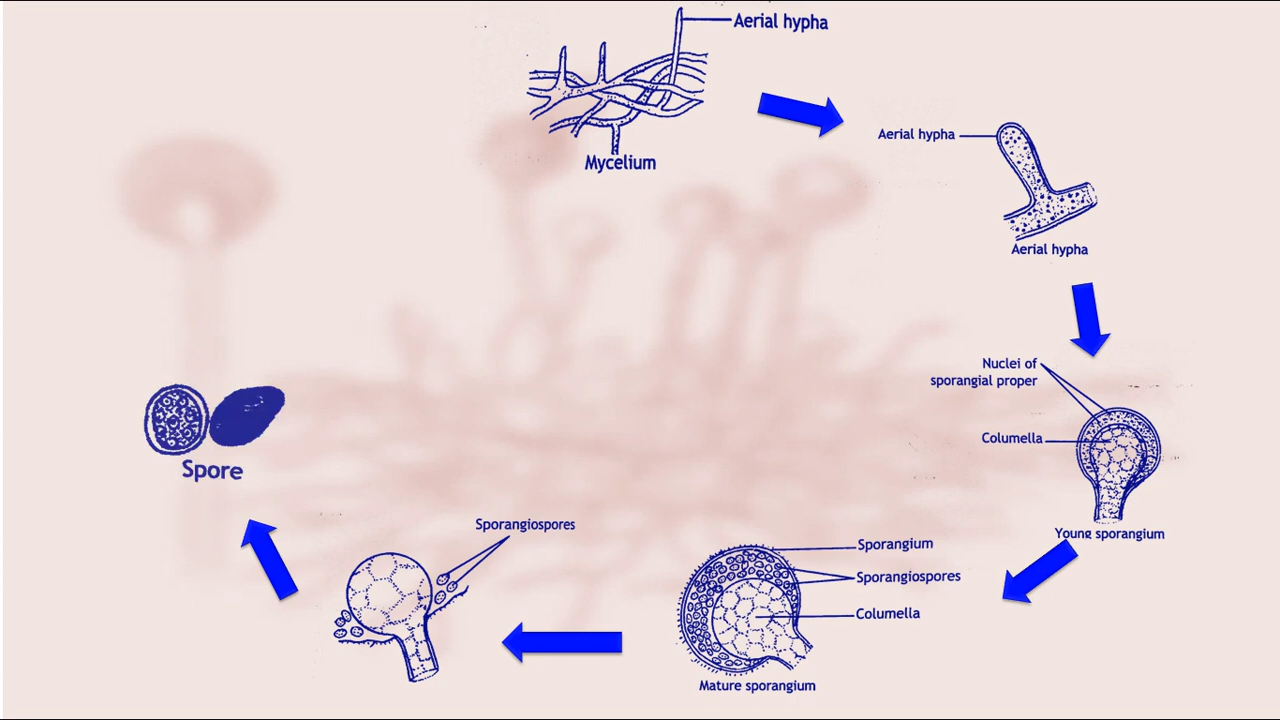 Aerial hypha
Mycelium
Aerial hypha
Aerial hypha
Nuclei of
sporangial proper
Columella
Young sporangium
Sporangium
Sporangiospores
Columella
Mature sporangium
Sporangiospores
Spore